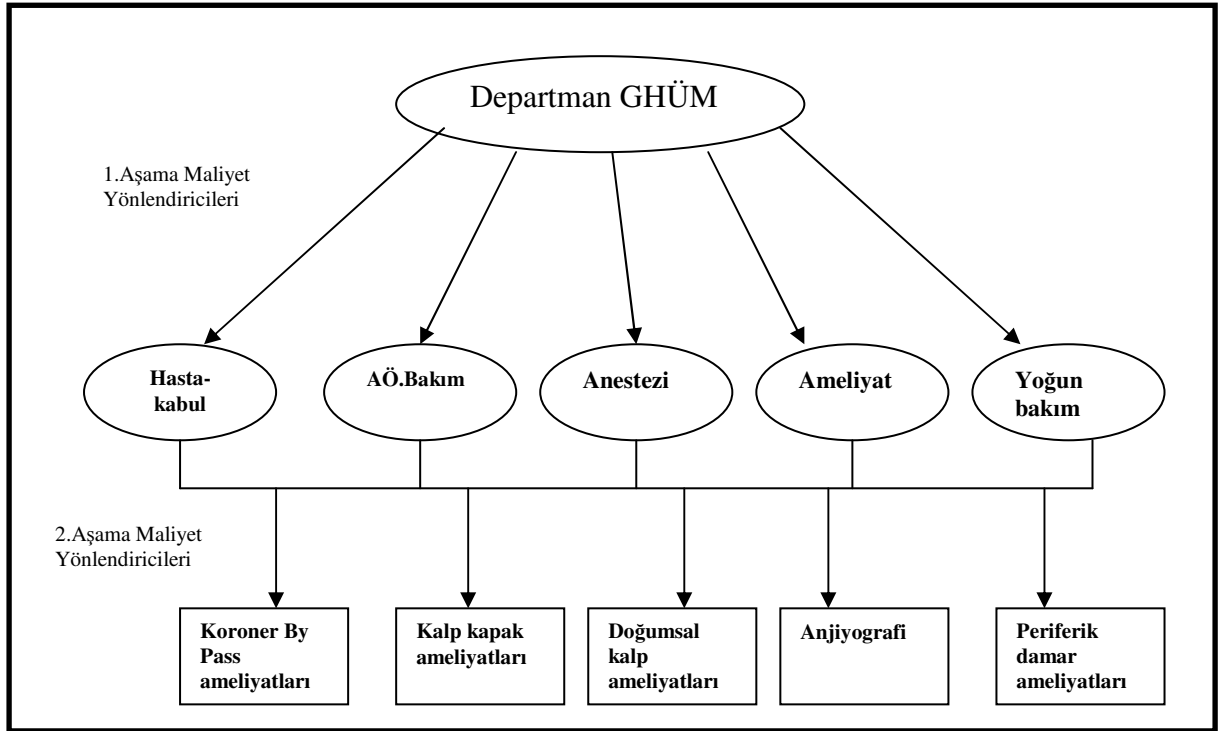 Departman GHÜM
1.Aşama Maliyet
Yönlendiricileri
Hasta-
kabul
AÖ.Bakım
Anestezi
Ameliyat
Yoğun
bakım
2.Aşama Maliyet
Yönlendiricileri
Koroner By
Pass
ameliyatları
Kalp kapak
ameliyatları
Doğumsal
kalp
ameliyatları
Anjiyografi
Periferik
damar
ameliyatları